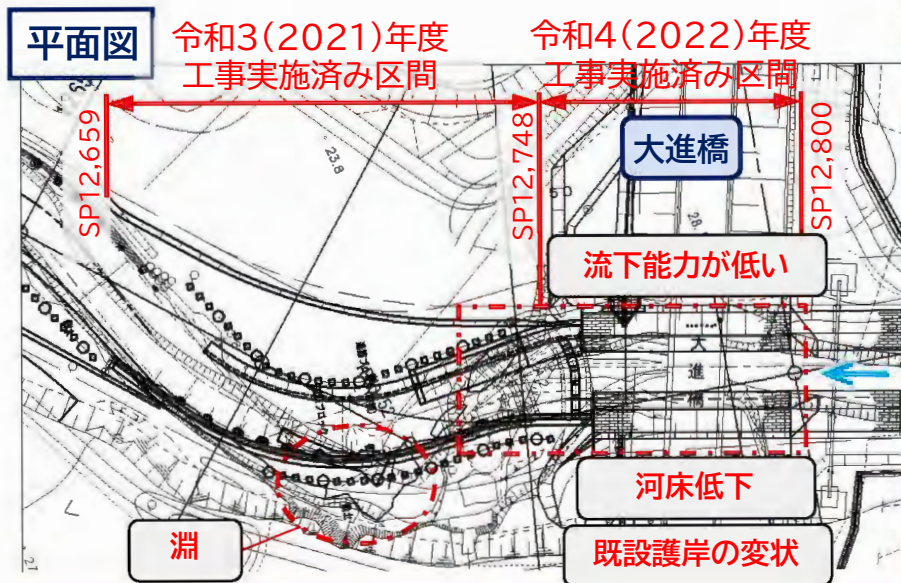 平面図
令和3(2021)年度
工事実施済み区間
令和4(2022)年度
工事実施済み区間
SP12,659
SP12,748
SP12,800
大進橋
23.8
流下能力が低い
大
進
橋
河床低下
淵
既設護岸の変状